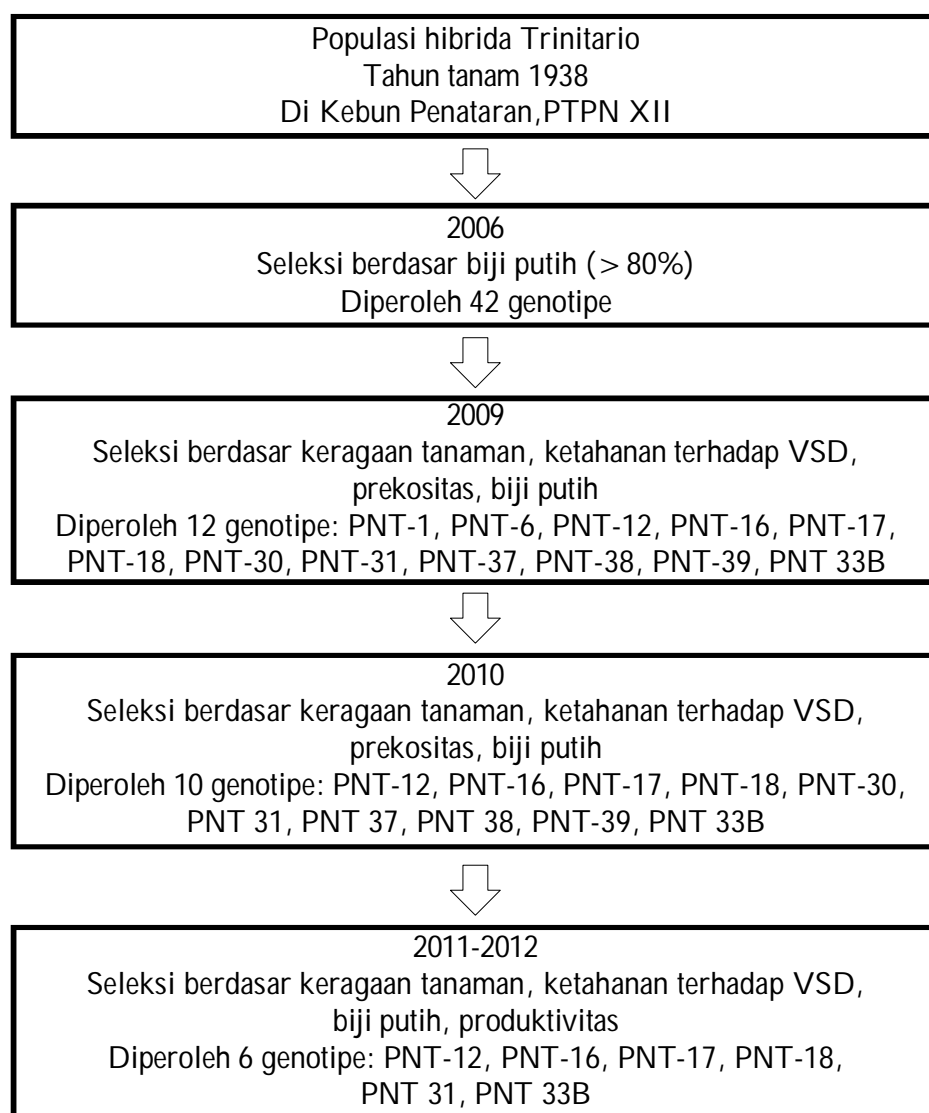 Populasi hibrida Trinitario
Tahun tanam 1938
Di Kebun Penataran,PTPN XII
2006
Seleksi berdasar biji putih (> 80%)
Diperoleh 42 genotipe
2009
Seleksi berdasar keragaan tanaman, ketahanan terhadap VSD,
prekositas, biji putih
Diperoleh 12 genotipe: PNT-1, PNT-6, PNT-12, PNT-16, PNT-17,
PNT-18, PNT-30, PNT-31, PNT-37, PNT-38, PNT-39, PNT 33B
2010
Seleksi berdasar keragaan tanaman, ketahanan terhadap VSD,
prekositas, biji putih
Diperoleh 10 genotipe: PNT-12, PNT-16, PNT-17, PNT-18, PNT-30,
PNT 31, PNT 37, PNT 38, PNT-39, PNT 33B
2011-2012
Seleksi berdasar keragaan tanaman, ketahanan terhadap VSD,
biji putih, produktivitas
Diperoleh 6 genotipe: PNT-12, PNT-16, PNT-17, PNT-18,
PNT 31, PNT 33B